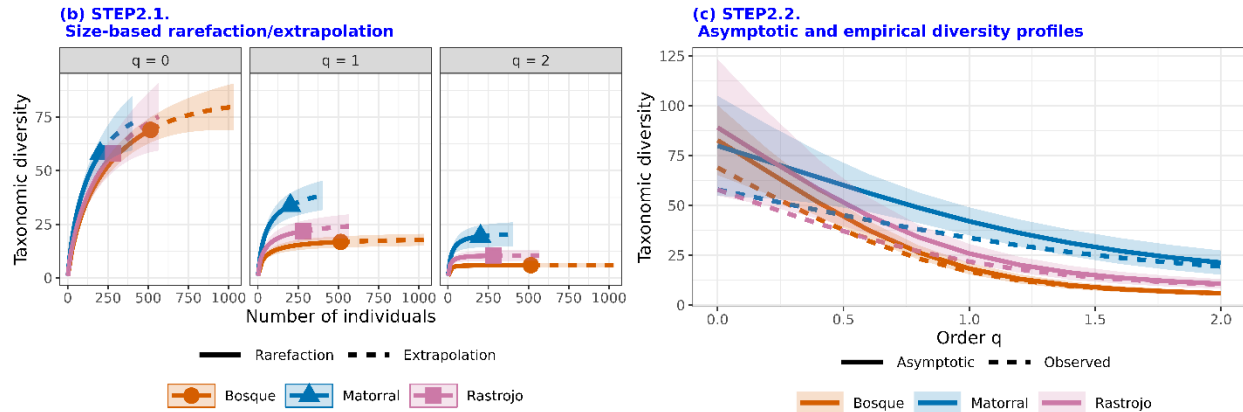 (b) STEP2.1.
Size-based rarefaction/extrapolation
q = 0
q = 1
q = 2
Taxonomic diversity
75
50
25
0
0 250 500 750 1000
0 250 500 750 1000
0 250 500 750 1000
Number of individuals
Rarefaction Extrapolation
Bosque Matorral Rastrojo
(c) STEP2.2.
Asymptotic and empirical diversity profiles
Taxonomic diversity
125
100
75
50
25
0
0.0 0.5 1.0 1.5 2.0
Order q
Asymptotic Observed
Bosque Matorral Rastrojo